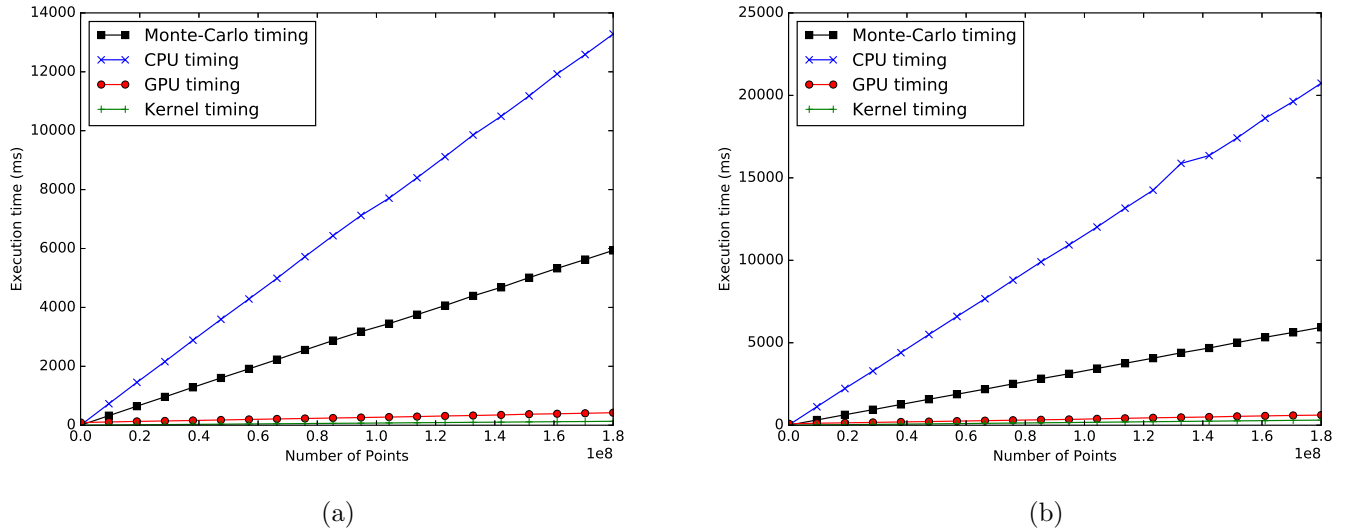 14000
12000
10000
8000
6000
4000
2000
0
Execution time (ms)
Monte-Carlo timing
CPU timing
GPU timing
Kernel timing
0.0 0.2 0.4 0.6 0.8 1.0 1.2 1.4 1.6 1.8
1e8
Number of Points
(a)
25000
20000
15000
10000
5000
0
Execution time (ms)
Monte-Carlo timing
CPU timing
GPU timing
Kernel timing
0.0 0.2 0.4 0.6 0.8 1.0 1.2 1.4 1.6 1.8
1e8
Number of Points
(b)